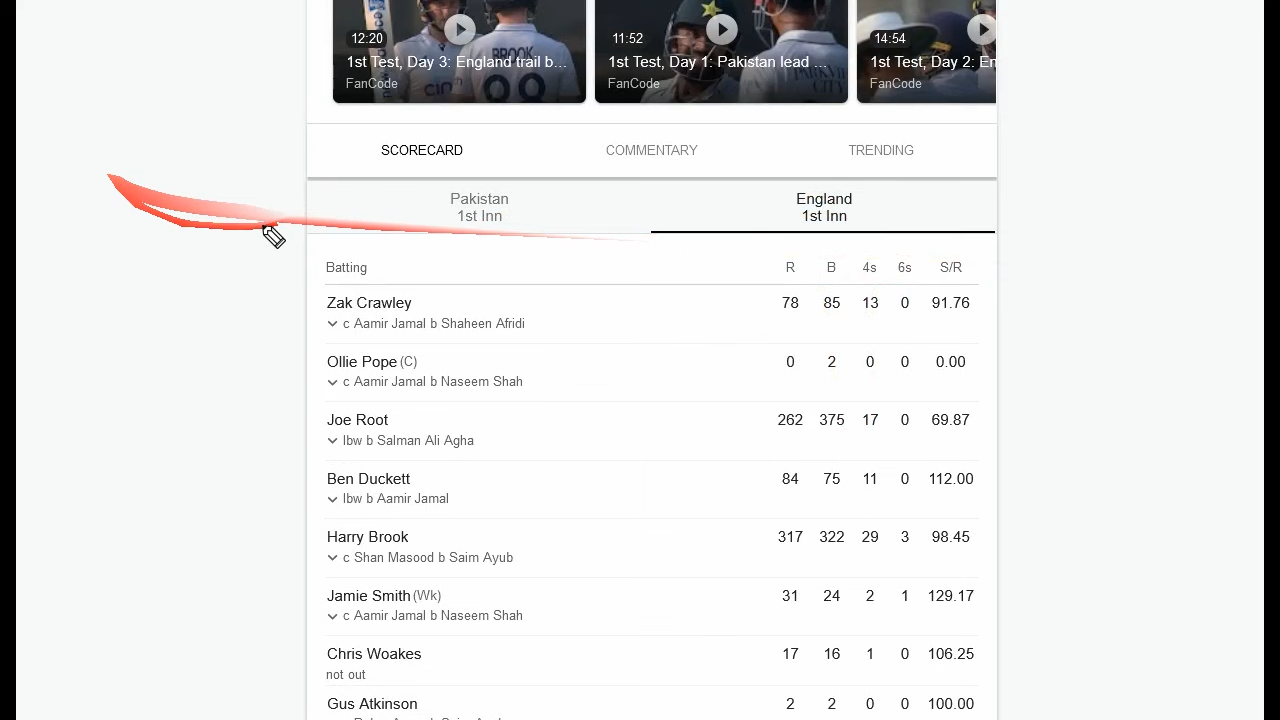 BROOK
88
PARKVIEW
CITY
12:20
11:52
14:54
1st Test, Day 3: England trail b...
1st Test, Day 1: Pakistan lead ...
1st Test, Day 2: En
FanCode
FanCode
FanCode
SCORECARD COMMENTARY TRENDING
Pakistan England
1st Inn 1st Inn
Batting R B 4s 6s S/R
Zak Crawley 78 85 13 0 91.76
c Aamir Jamal b Shaheen Afridi
Ollie Pope (C) 0 2 0 0 0.00
c Aamir Jamal b Naseem Shah
Joe Root 262 375 17 0 69.87
lbw b Salman Ali Agha
Ben Duckett 84 75 11 0 112.00
lbw b Aamir Jamal
Harry Brook 317 322 29 3 98.45
c Shan Masood b Saim Ayub
Jamie Smith (Wk) 31 24 2 1 129.17
c Aamir Jamal b Naseem Shah
Chris Woakes 17 16 1 0 106.25
not out
Gus Atkinson 2 2 0 0 100.00